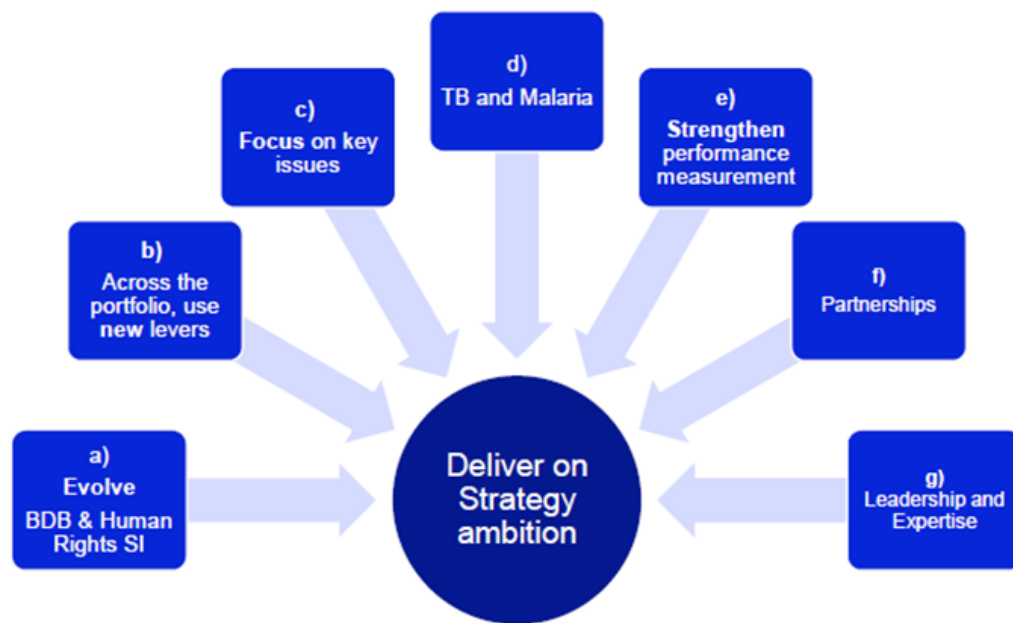 a)
Evolve
BDB & Human
Rights SI
b)
Across the
portfolio, use
new levers
c)
Focus on key
issues
d)
TB and Malaria
e)
Strengthen
performance
measurement
f)
Partnerships
g)
Leadership and
Expertise
Deliver on
Strategy
ambition